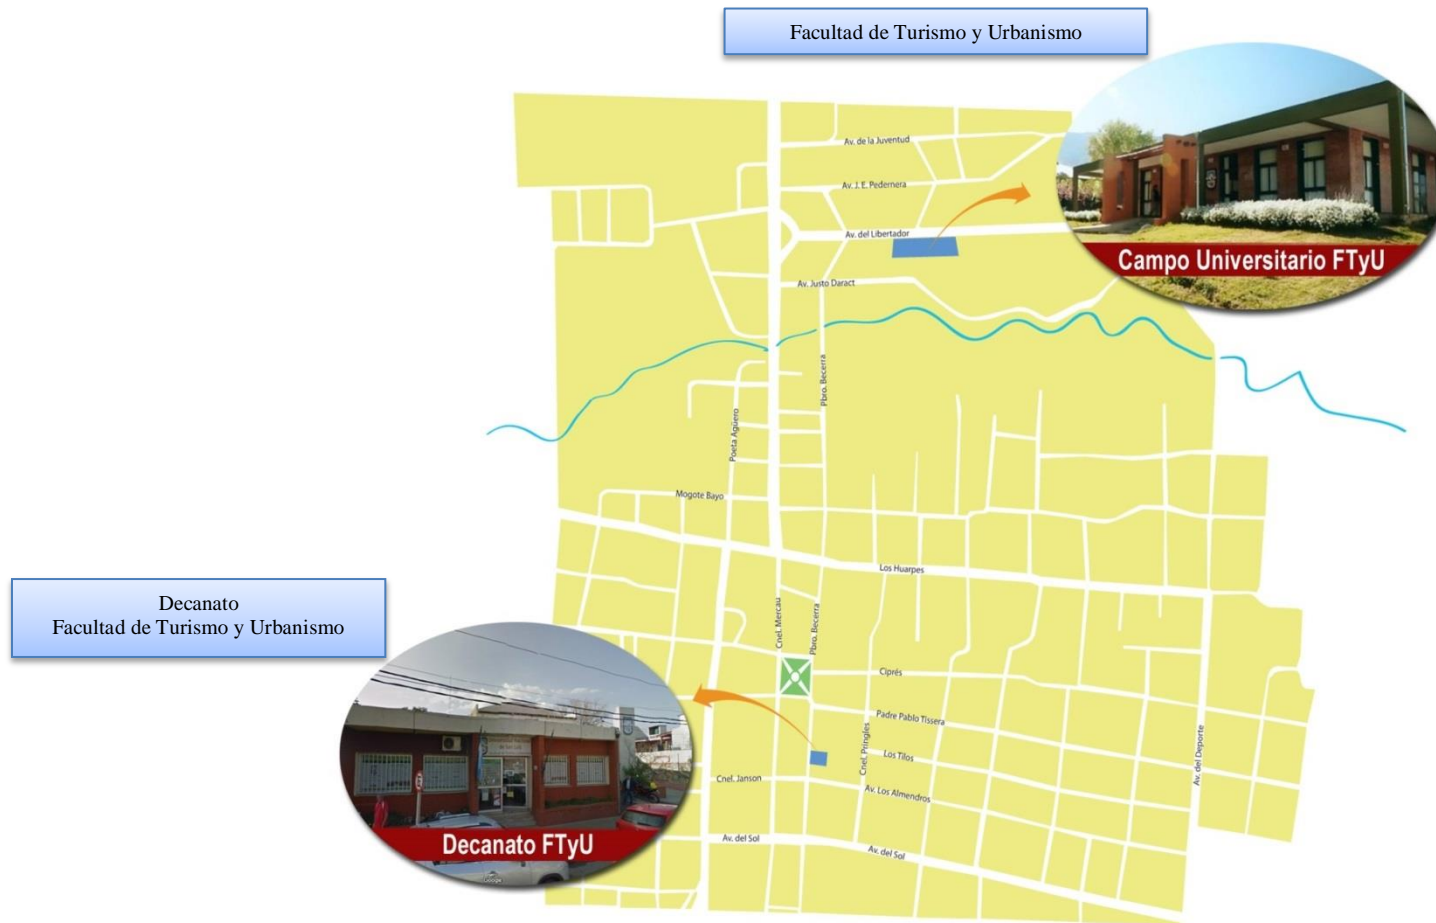 Facultad de Turismo y Urbanismo
Av. de la Juventud
Av. J. E. Pedernera
Av. del Libertador
Campo Universitario FTyU
Av. Justo Daract
Pbro. Becerra
Poeta Agüero
Mogote Bayo
Los Huarpes
Decanato
Facultad de Turismo y Urbanismo
Cnel. Mercau
Pbro. Becerra
Ciprés
Padre Pablo Tissera
Cnel. Pringles
Los Tilos
Av. del Deporte
Cnel. Janson
Av. Los Almendros
Av. del Sol
Av. del Sol
Decanato FTyU
Google